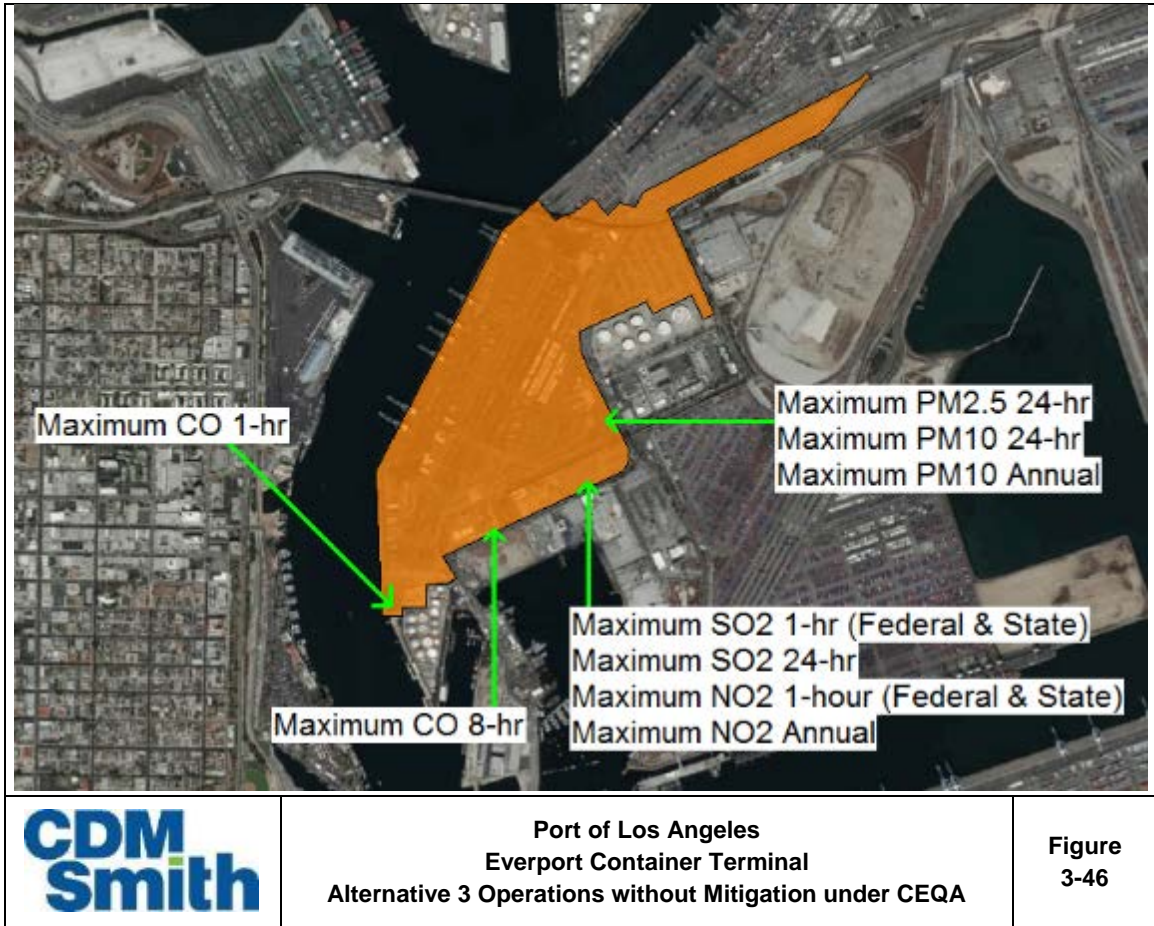 Maximum CO 1-hr
Maximum PM2.5 24-hr
Maximum PM10 24-hr
Maximum PM10 Annual
Maximum CO 8-hr
Maximum SO2 1-hr (Federal & State)
Maximum SO2 24-hr
Maximum NO2 1-hour (Federal & State)
Maximum NO2 Annual
CDM
Smith
Port of Los Angeles
Everport Container Terminal
Alternative 3 Operations without Mitigation under CEQA
Figure
3-46